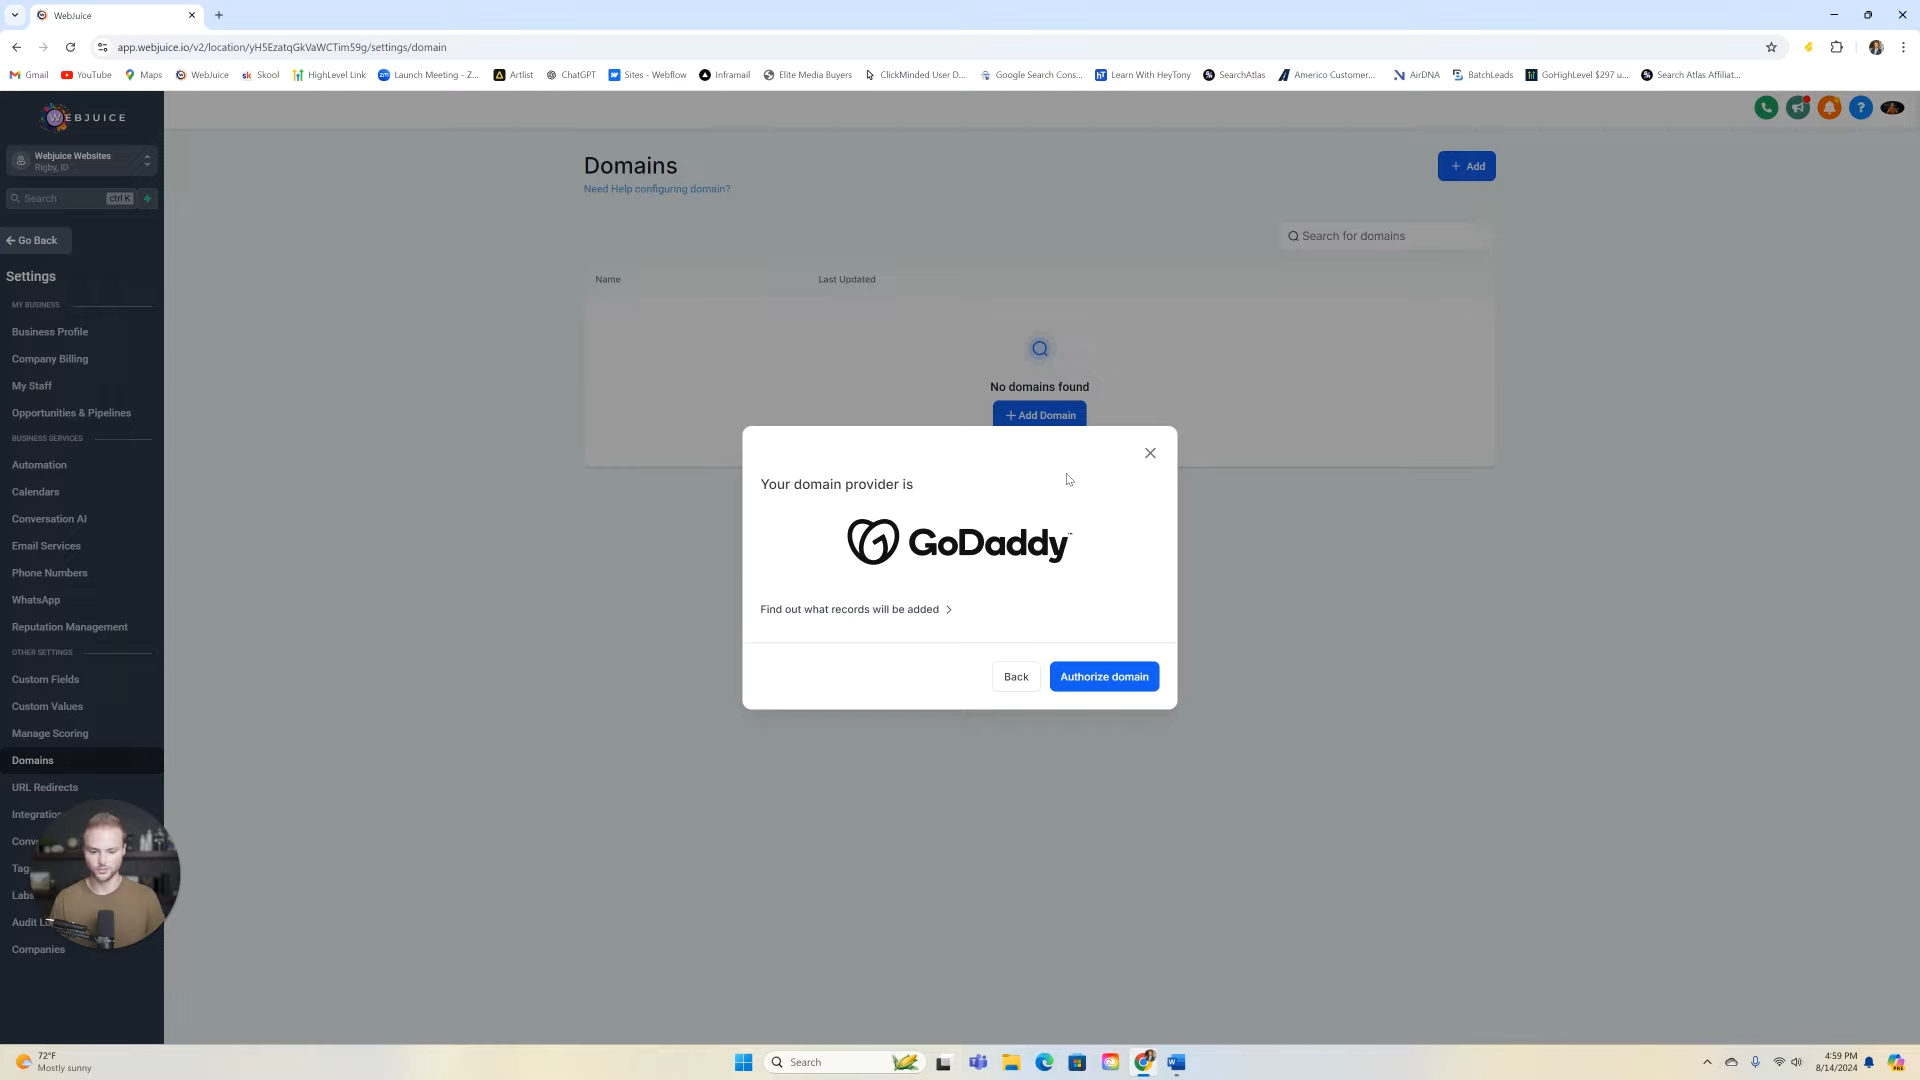 WebJuice
app.webjuice.io/v2/location/yH5EzatqGkVaWCTim59g/settings/domain
Gmail
YouTube
Maps
WebJuice
Skool
HighLevel Link
Launch Meeting - Z...
Artlist
ChatGPT
Sites - Webflow
Inframail
Elite Media Buyers
ClickMinded User D...
Google Search Cons...
Learn With HeyTony
SearchAtlas
Americo Customer...
AirDNA
BatchLeads
GoHighLevel $297 u...
Search Atlas Affiliat...
WEBJUICE
Webjuice Websites
Rigby, ID
Search
ctrl K
Go Back
Settings
MY BUSINESS
Business Profile
Company Billing
My Staff
Opportunities & Pipelines
BUSINESS SERVICES
Automation
Calendars
Conversation AI
Email Services
Phone Numbers
WhatsApp
Reputation Management
OTHER SETTINGS
Custom Fields
Custom Values
Manage Scoring
Domains
URL Redirects
Integration
Conv
Tag
Labs
Audit Lo
Companies
Domains
Need Help configuring domain?
+ Add
Search for domains
Name
Last Updated
No domains found
+ Add Domain
Your domain provider is
GoDaddy
Find out what records will be added >
Back
Authorize domain
72°F
Mostly sunny
Search
4:59 PM
8/14/2024